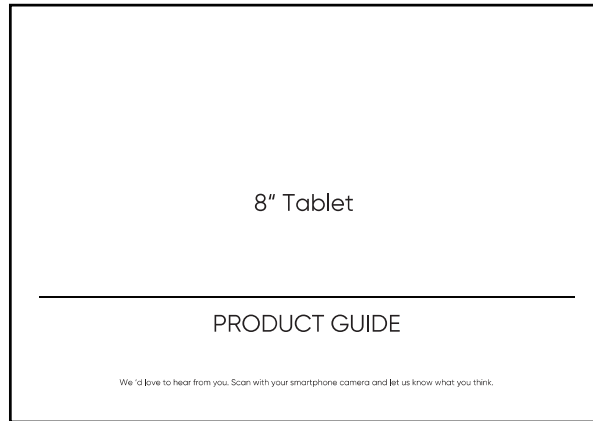 8“ Tablet
PRODUCT GUIDE
We ‘d love to hear from you. Scan with your smartphone camera and let us know what you think.